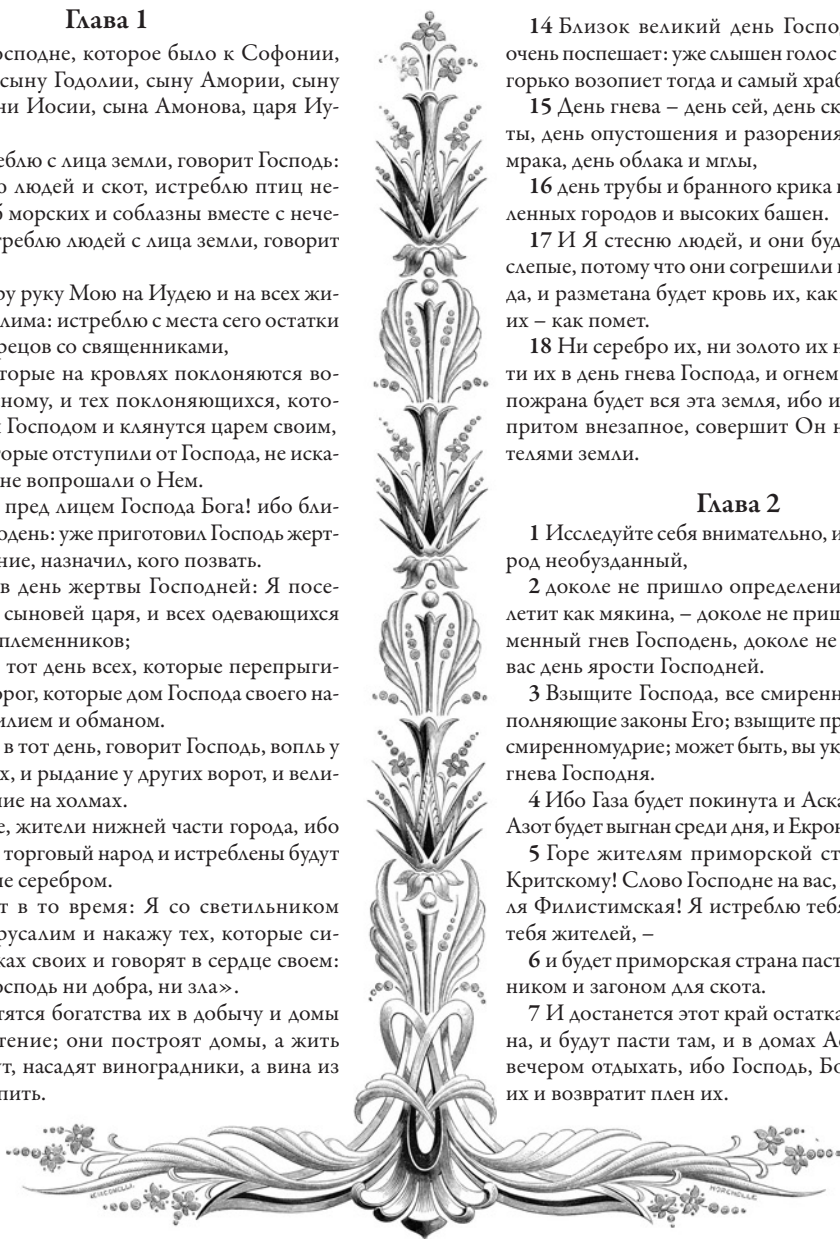 Глава 1
осподне, которое было к Софонии,
сыну Годолии, сыну Амории, сыну
ни Иосии, сына Амонова, царя Иу-
еблю с лица земли, говорит Господь:
ю людей и скот, истреблю птиц не-
б морских и соблазны вместе с нече-
треблю людей с лица земли, говорит
ру руку Мою на Иудею и на всех жи-
лима: истреблю с места сего остатки
рецов со священниками,
оторые на кровлях поклоняются во-
ному, и тех поклоняющихся, кото-
Господом и клянутся царем своим,
орые отступили от Господа, не иска-
не вопрошали о Нем.
пред лицем Господа Бога! ибо бли-
оден: уже приготовил Господь жерт-
ние, назначил, кого позвать.
в день жертвы Господней: Я посе-
сыновей царя, и всех одевающихся
племенников;
тот день всех, которые перепрыги-
орог, которые дом Господа своего на-
илием и обманом.
в тот день, говорит Господь, вопль у
х, и рыдание у других ворот, и вели-
ние на холмах.
е, жители нижней части города, ибо
торговый народ и истреблены будут
ые серебром.
т в то время: Я со светильником
русалим и накажу тех, которые си-
ках своих и говорят в сердце своем:
осподь ни добра, ни зла».
тятся богатства их в добычу и домы
тение; они построят домы, а жить
ут, насадят виноградники, а вина из
пить.
14 Близок великий день Господ
очень поспешает: уже слышен голос
горько возопиет тогда и самый храб
15 День гнева – день сей, день ск
ты, день опустошения и разорения
мрака, день облака и мглы,
16 день трубы и бранного крика
ленных городов и высоких башен.
17 И Я стесню людей, и они буд
слепые, потому что они согрешили
да, и разметана будет кровь их, как
их – как помет.
18 Ни серебро их, ни золото их н
ти их в день гнева Господа, и огнем
пожрана будет вся эта земля, ибо и
притом внезапное, совершит Он н
телями земли.
Глава 2
1 Исследуйте себя внимательно, и
род необузданный,
2 доколе не пришло определени
летит как мякина, – доколе не приш
менный гнев Господень, доколе не
вас день ярости Господней.
3 Взыщите Господа, все смиренн
полняющие законы Его; взыщите пр
смиренномудрие; может быть, вы ук
гнева Господня.
4 Ибо Газа будет покинута и Аска
Азот будет выгнан среди дня, и Екрон
5 Горе жителям приморской ст
Критскому! Слово Господне на вас,
ля Филистимская! Я истреблю тебя
тебя жителей, –
6 и будет приморская страна паст
ником и загоном для скота.
7 И достанется этот край остатка
на, и будут пасти там, и в домах Ас
вечером отдыхать, ибо Господь, Бо
их и возвратит плен их.